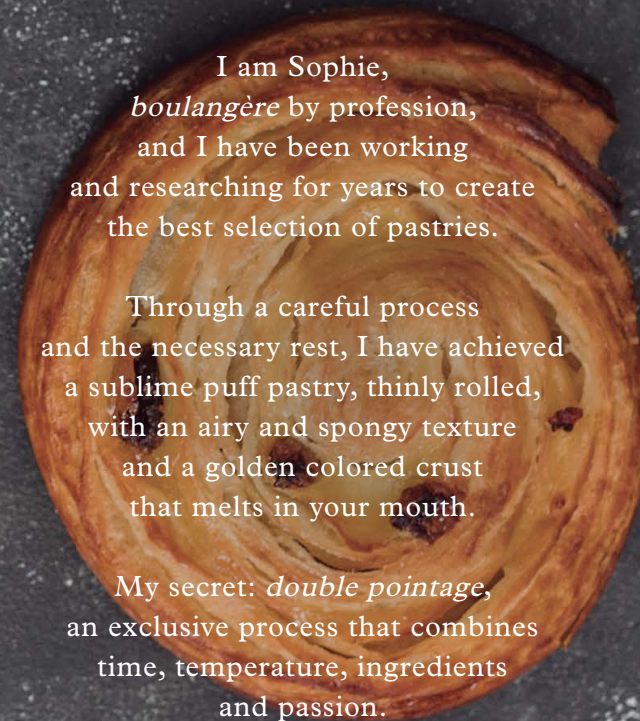 I am Sophie,
boulangère by profession,
and I have been working
and researching for years to create
the best selection of pastries.
Through a careful process
and the necessary rest, I have achieved
a sublime puff pastry, thinly rolled,
with an airy and spongy texture
and a golden colored crust
that melts in your mouth.
My secret: double pointage,
an exclusive process that combines
time, temperature, ingredients
and passion.